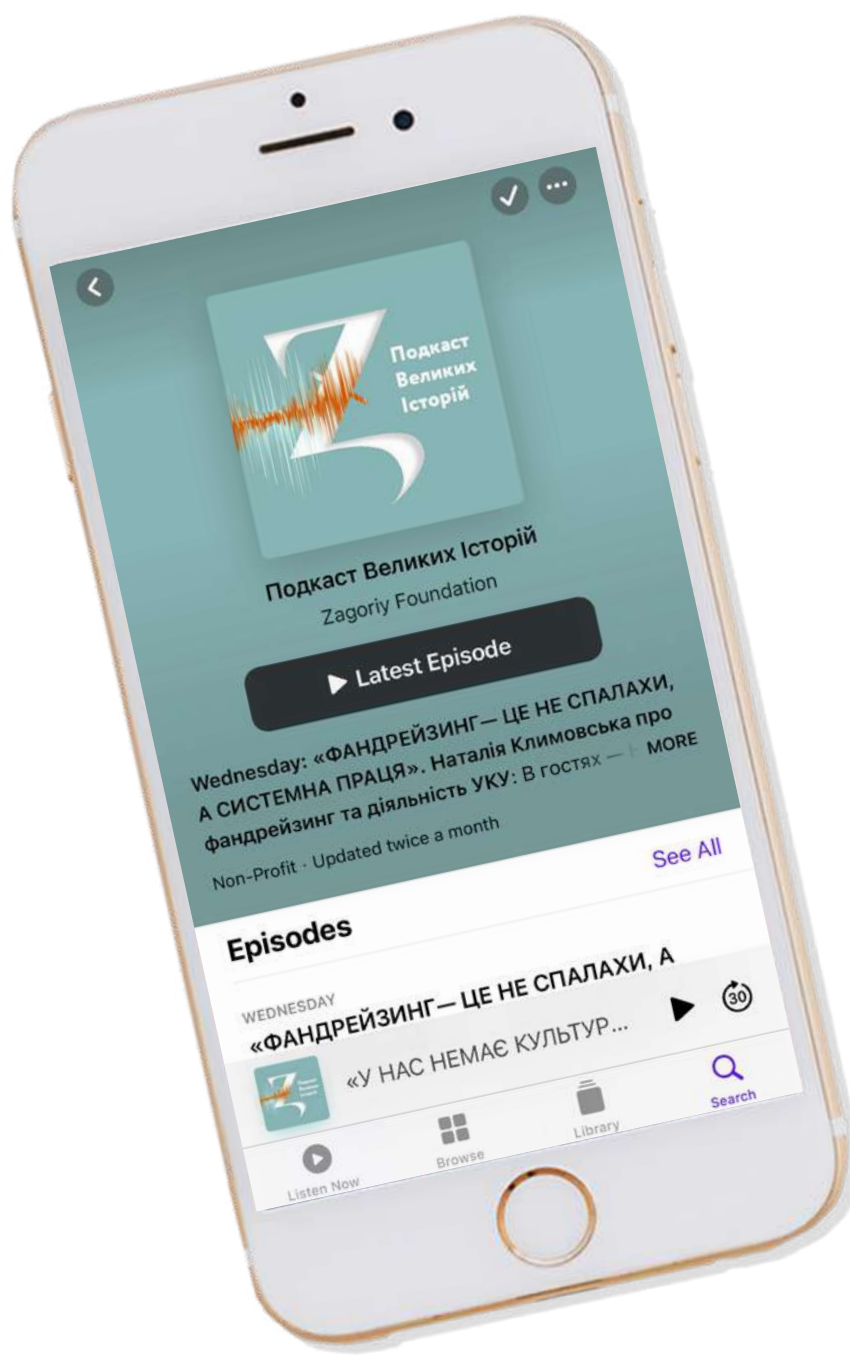 Подкаст
Великих
Історій
Подкаст Великих Історій
Zagoriy Foundation
Latest Episode
Wednesday: «ФАНДРЕЙЗИНГ— ЦЕ НЕ СПАЛАХИ,
А СИСТЕМНА ПРАЦЯ». Наталія Климовська про
фандрейзинг та діяльність УКУ: В гостях — MORE
Non-Profit · Updated twice a month
Episodes
See All
WEDNESDAY
«ФАНДРЕЙЗИНГ— ЦЕ НЕ СПАЛАХИ, А
«У НАС НЕМАЄ КУЛЬТУР...
30
Listen Now
Browse
Library
Search